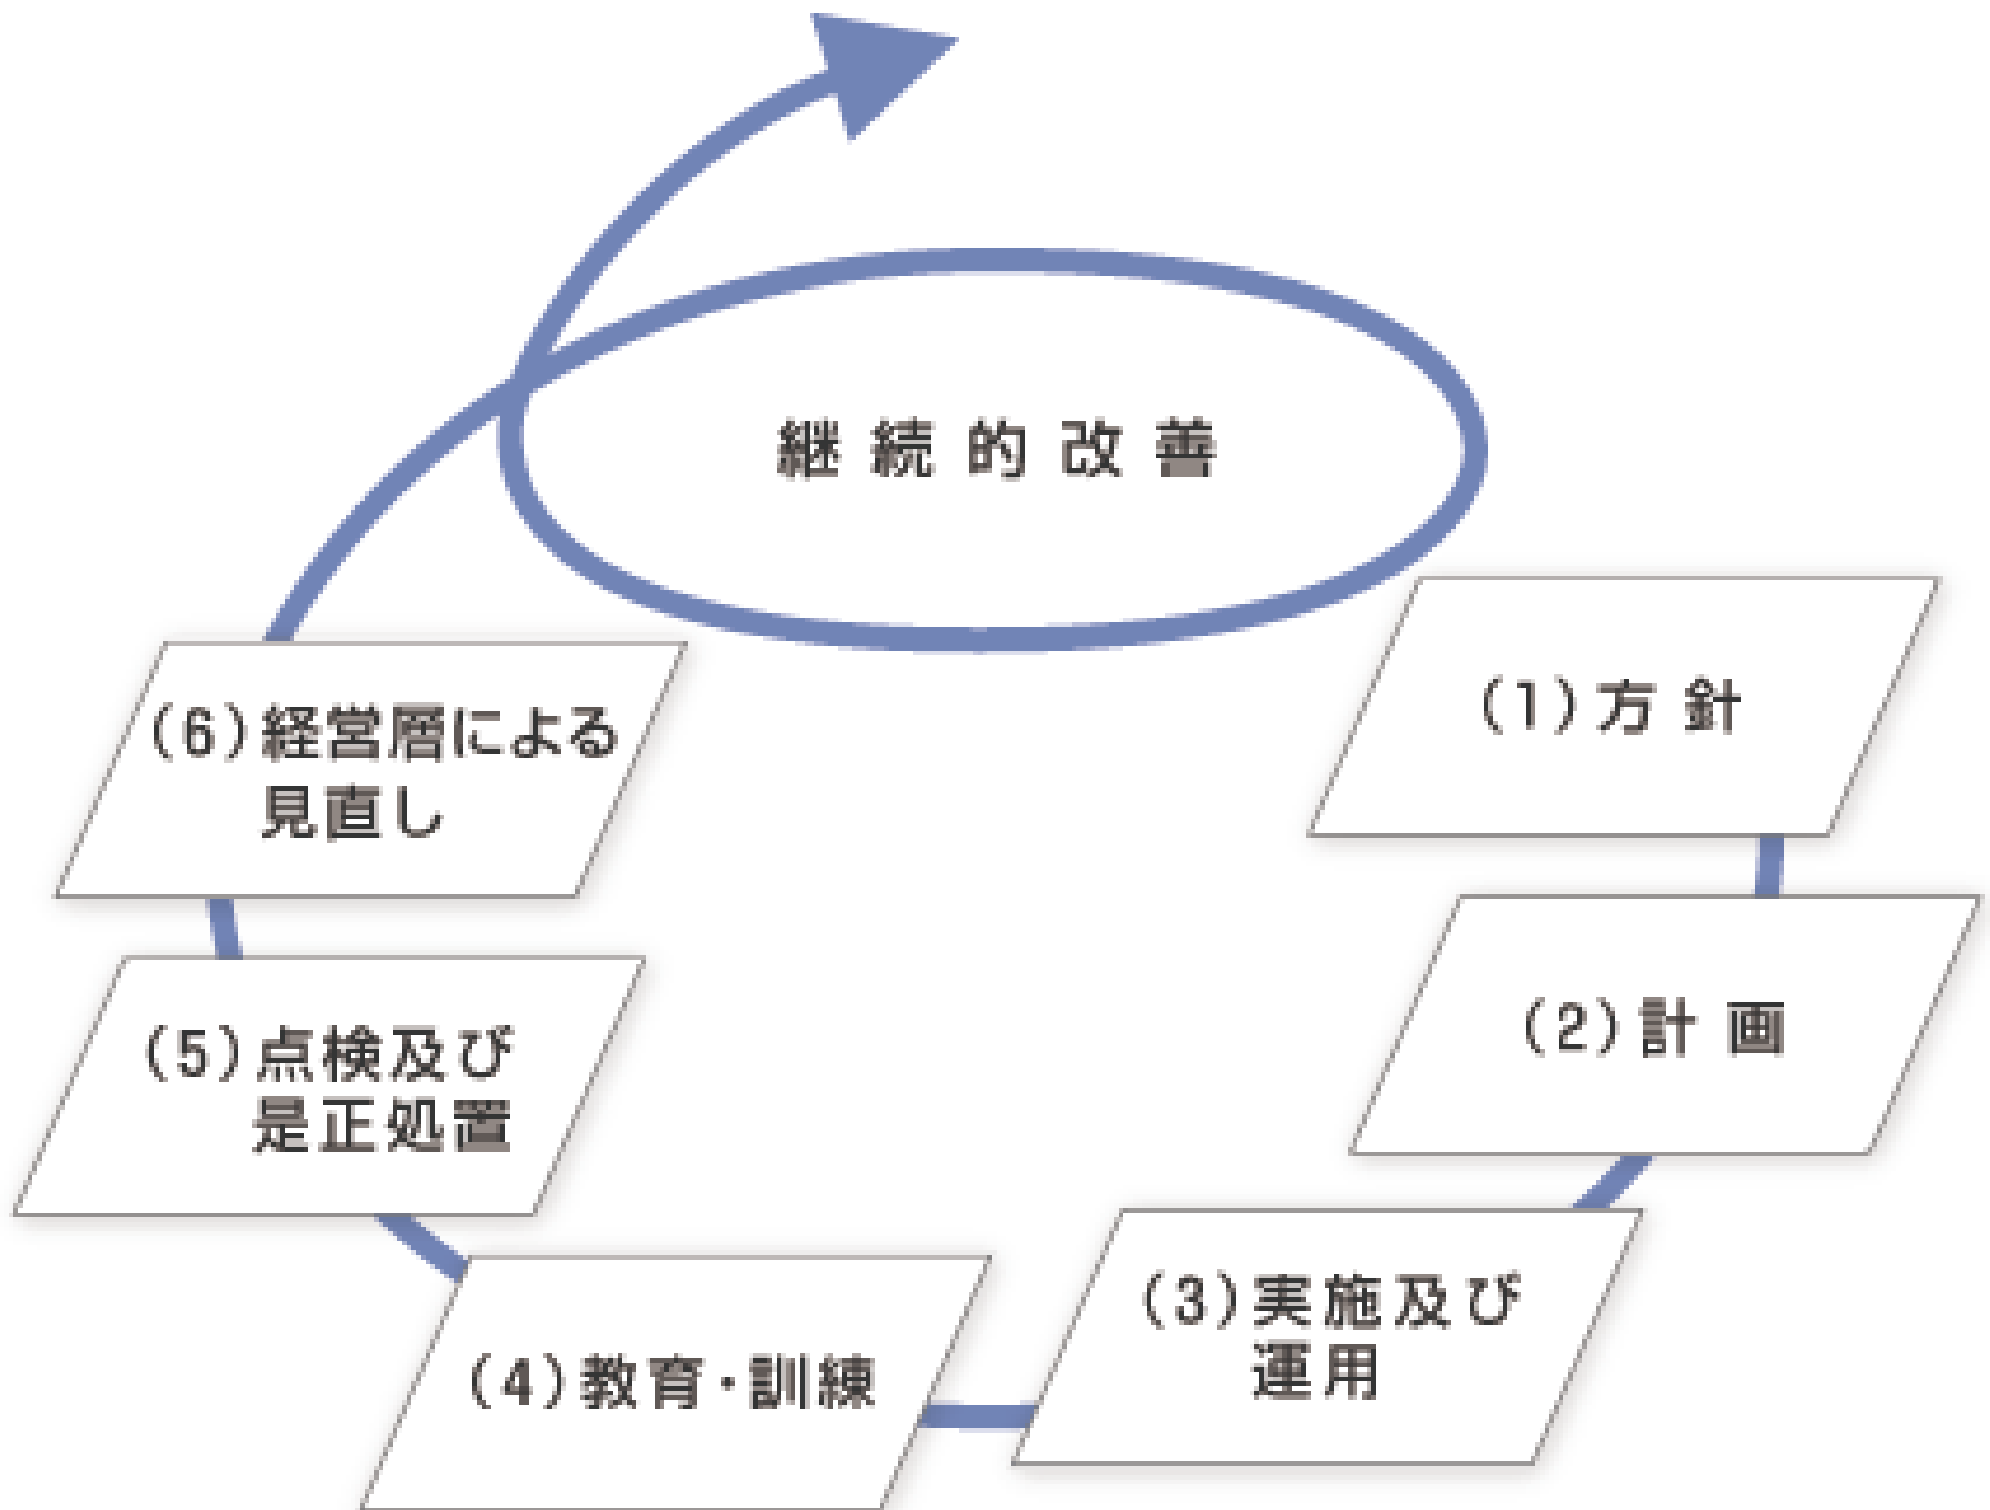 継続的改善
(1)方針
(2)計画
(3)実施及び
運用
(4)教育・訓練
(5)点検及び
是正処置
(6)経営層による
見直し